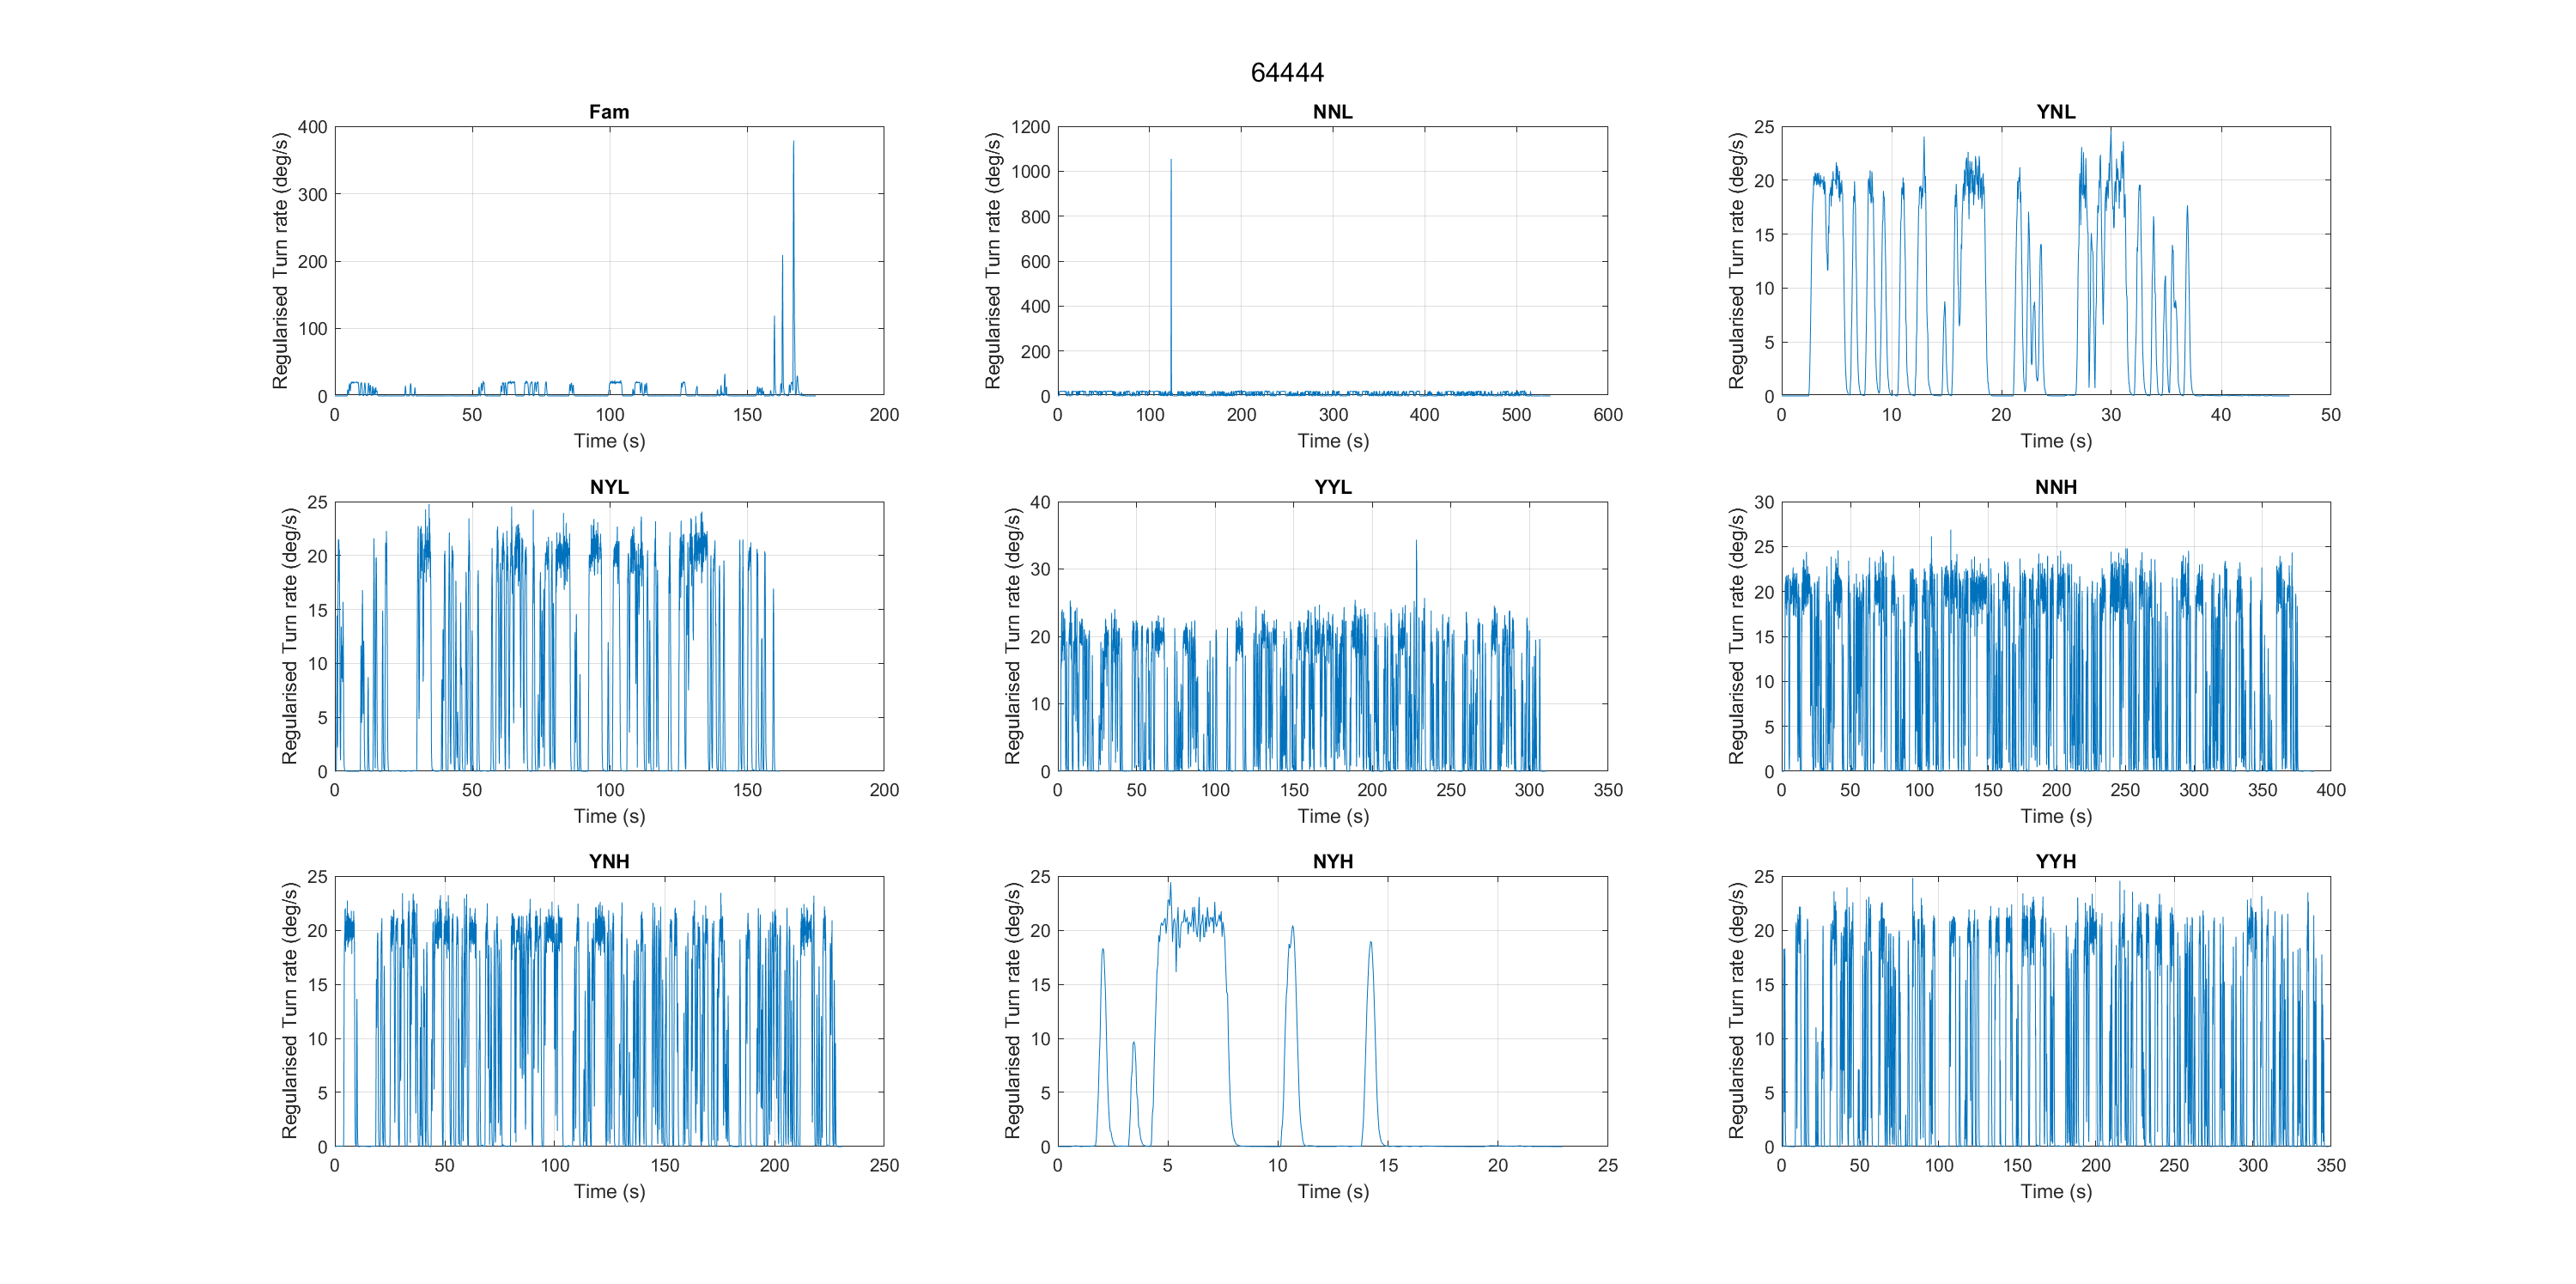 64444
Fam
NNL
YNL
Regularised Turn rate (deg/s)
400
300
200
100
0
0 50 100 150 200
Time (s)
Regularised Turn rate (deg/s)
1200
1000
800
600
400
200
0
0 100 200 300 400 500 600
Time (s)
Regularised Turn rate (deg/s)
25
20
15
10
5
0
0 10 20 30 40 50
Time (s)
NYL
YYL
NNH
Regularised Turn rate (deg/s)
25
20
15
10
5
0
0 50 100 150 200
Time (s)
Regularised Turn rate (deg/s)
40
30
20
10
0
0 50 100 150 200 250 300 350
Time (s)
Regularised Turn rate (deg/s)
30
25
20
15
10
5
0
0 50 100 150 200 250 300 350 400
Time (s)
YNH
NYH
YYH
Regularised Turn rate (deg/s)
25
20
15
10
5
0
0 50 100 150 200 250
Time (s)
Regularised Turn rate (deg/s)
25
20
15
10
5
0
0 5 10 15 20 25
Time (s)
Regularised Turn rate (deg/s)
25
20
15
10
5
0
0 50 100 150 200 250 300 350
Time (s)